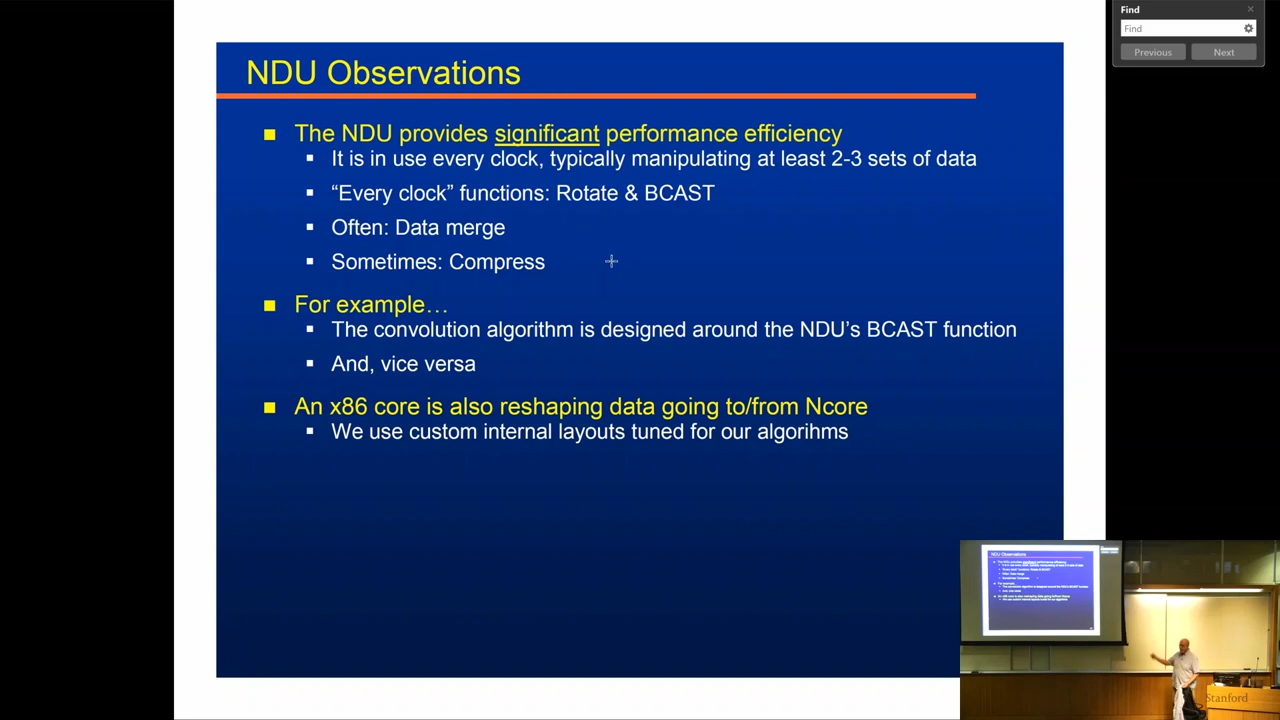 Find
Find
Previous
Next
NDU Observations
The NDU provides significant performance efficiency
It is in use every clock, typically manipulating at least 2-3 sets of data
“Every clock” functions: Rotate & BCAST
Often: Data merge
Sometimes: Compress
For example…
The convolution algorithm is designed around the NDU’s BCAST function
And, vice versa
An x86 core is also reshaping data going to/from Ncore
We use custom internal layouts tuned for our algorihms
NDU Observations
Stanford